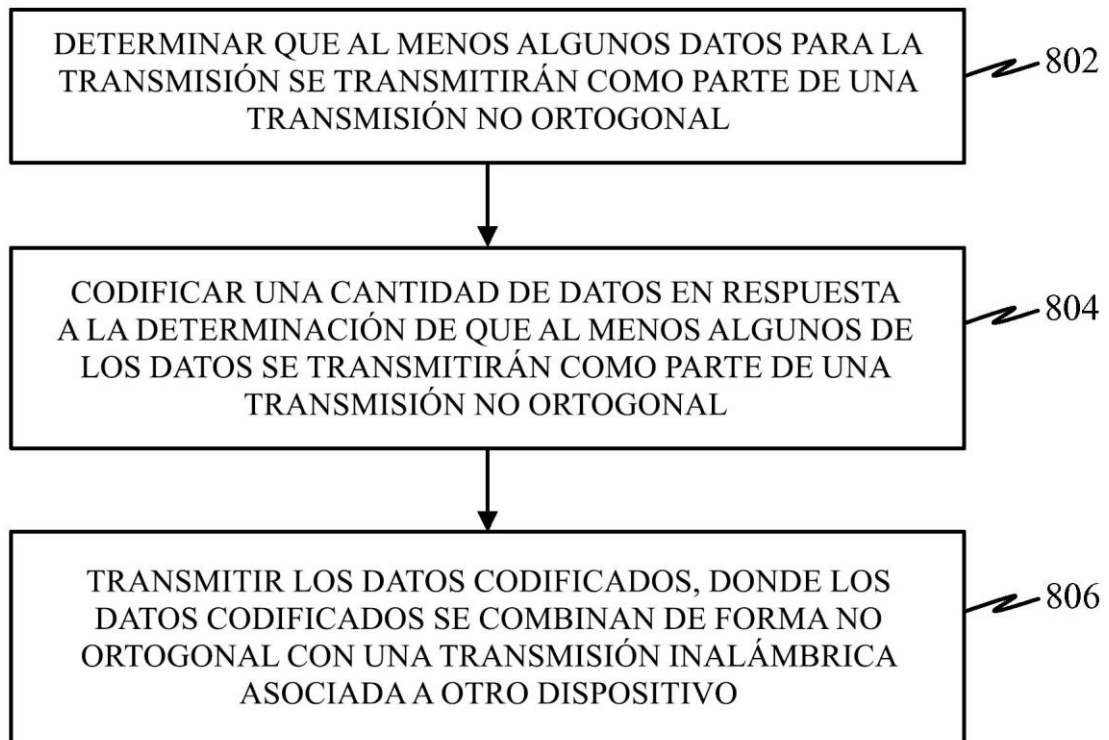 DETERMINAR QUE AL MENOS ALGUNOS DATOS PARA LA
TRANSMISIÓN SE TRANSMITIRÁN COMO PARTE DE UNA
TRANSMISIÓN NO ORTOGONAL
802
CODIFICAR UNA CANTIDAD DE DATOS EN RESPUESTA
A LA DETERMINACIÓN DE QUE AL MENOS ALGUNOS DE
LOS DATOS SE TRANSMITIRÁN COMO PARTE DE UNA
TRANSMISIÓN NO ORTOGONAL
804
TRANSMITIR LOS DATOS CODIFICADOS, DONDE LOS
DATOS CODIFICADOS SE COMBINAN DE FORMA NO
ORTOGONAL CON UNA TRANSMISIÓN INALÁMBRICA
ASOCIADA A OTRO DISPOSITIVO
806